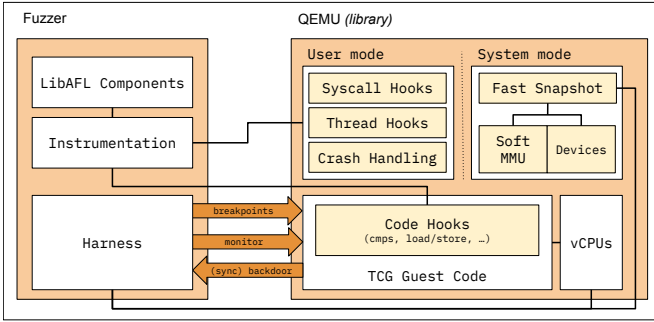 Fuzzer
QEMU (library)
LibAFL Components
Instrumentation
Harness
User mode
System mode
Syscall Hooks
Thread Hooks
Crash Handling
Fast Snapshot
Soft
MMU
Devices
breakpoints
monitor
(sync) backdoor
Code Hooks
(cmps, load/store, …)
TCG Guest Code
vCPUs